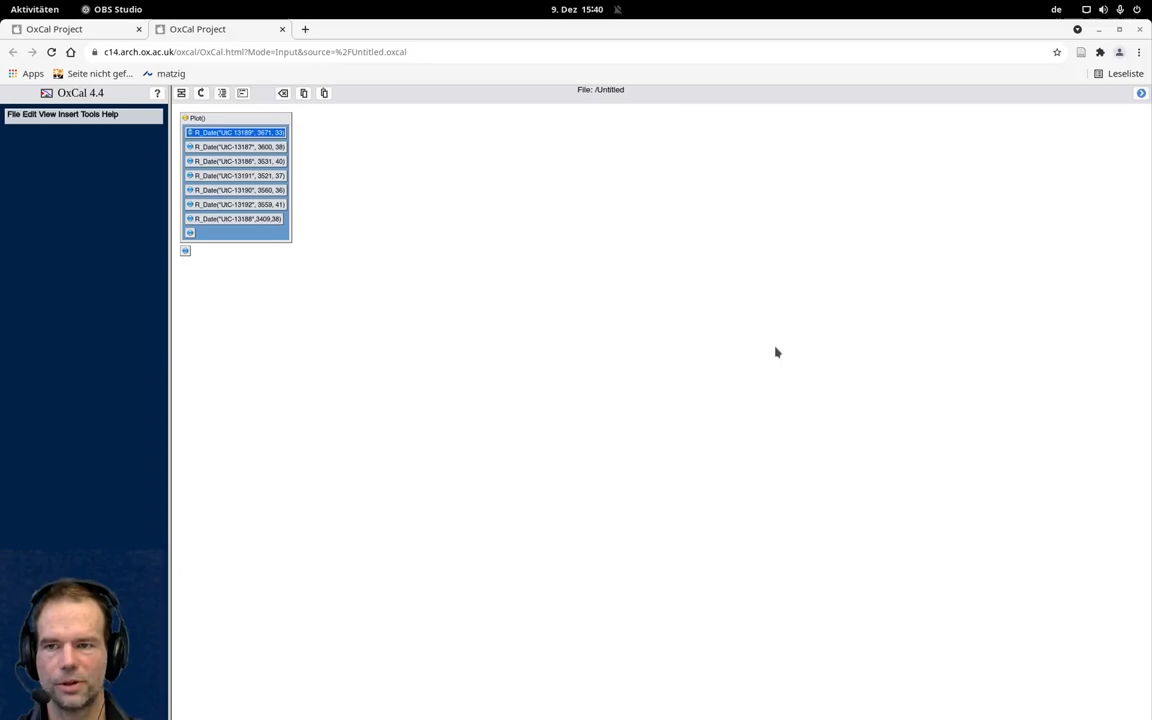 Aktivitäten
OBS Studio
9. Dez 15:40
de
OxCal Project
OxCal Project
c14.arch.ox.ac.uk/oxcal/OxCal.html?Mode=Input&source=%2FUntitled.oxcal
Apps
Seite nicht gef...
matzig
Leseliste
OxCal 4.4
?
File: /Untitled
File Edit View Insert Tools Help
Plot()
R_Date("UtC 13189", 3671, 33)
R_Date("UtC-13187", 3600, 38)
R_Date("UtC-13186", 3531, 40)
R_Date("UtC-13191", 3521, 37)
R_Date("UtC-13190", 3560, 36)
R_Date("UtC-13192", 3559, 41)
R_Date("UtC-13188",3409,38)